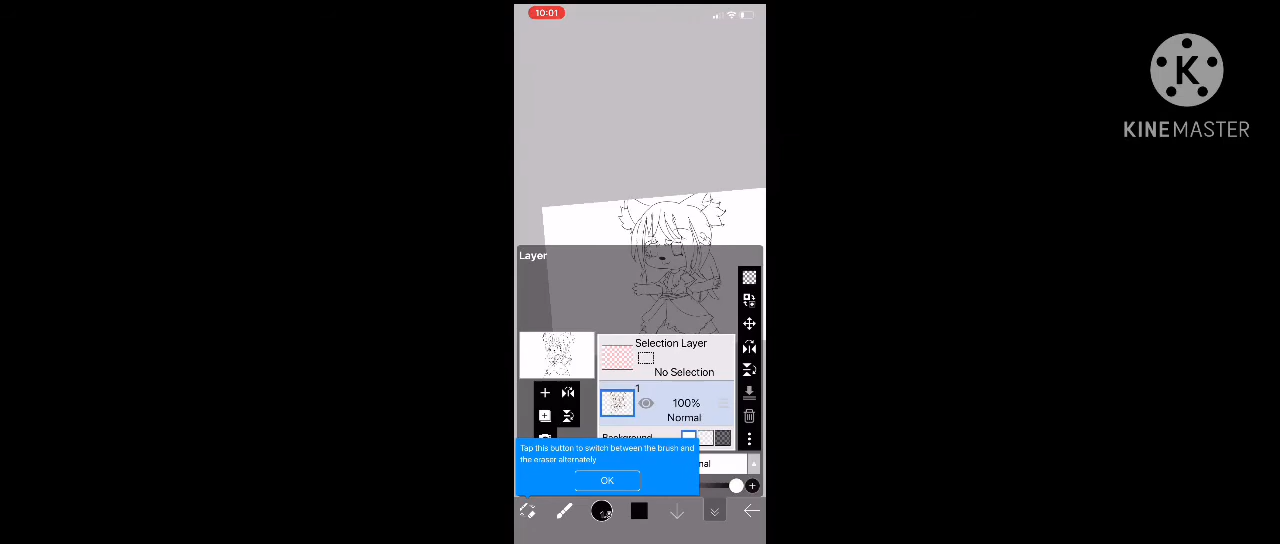 10:01
K
KINEMASTER
Layer
Selection Layer
No Selection
1
100%
Normal
Background
Tap this button to switch between the brush and
the eraser alternately
OK